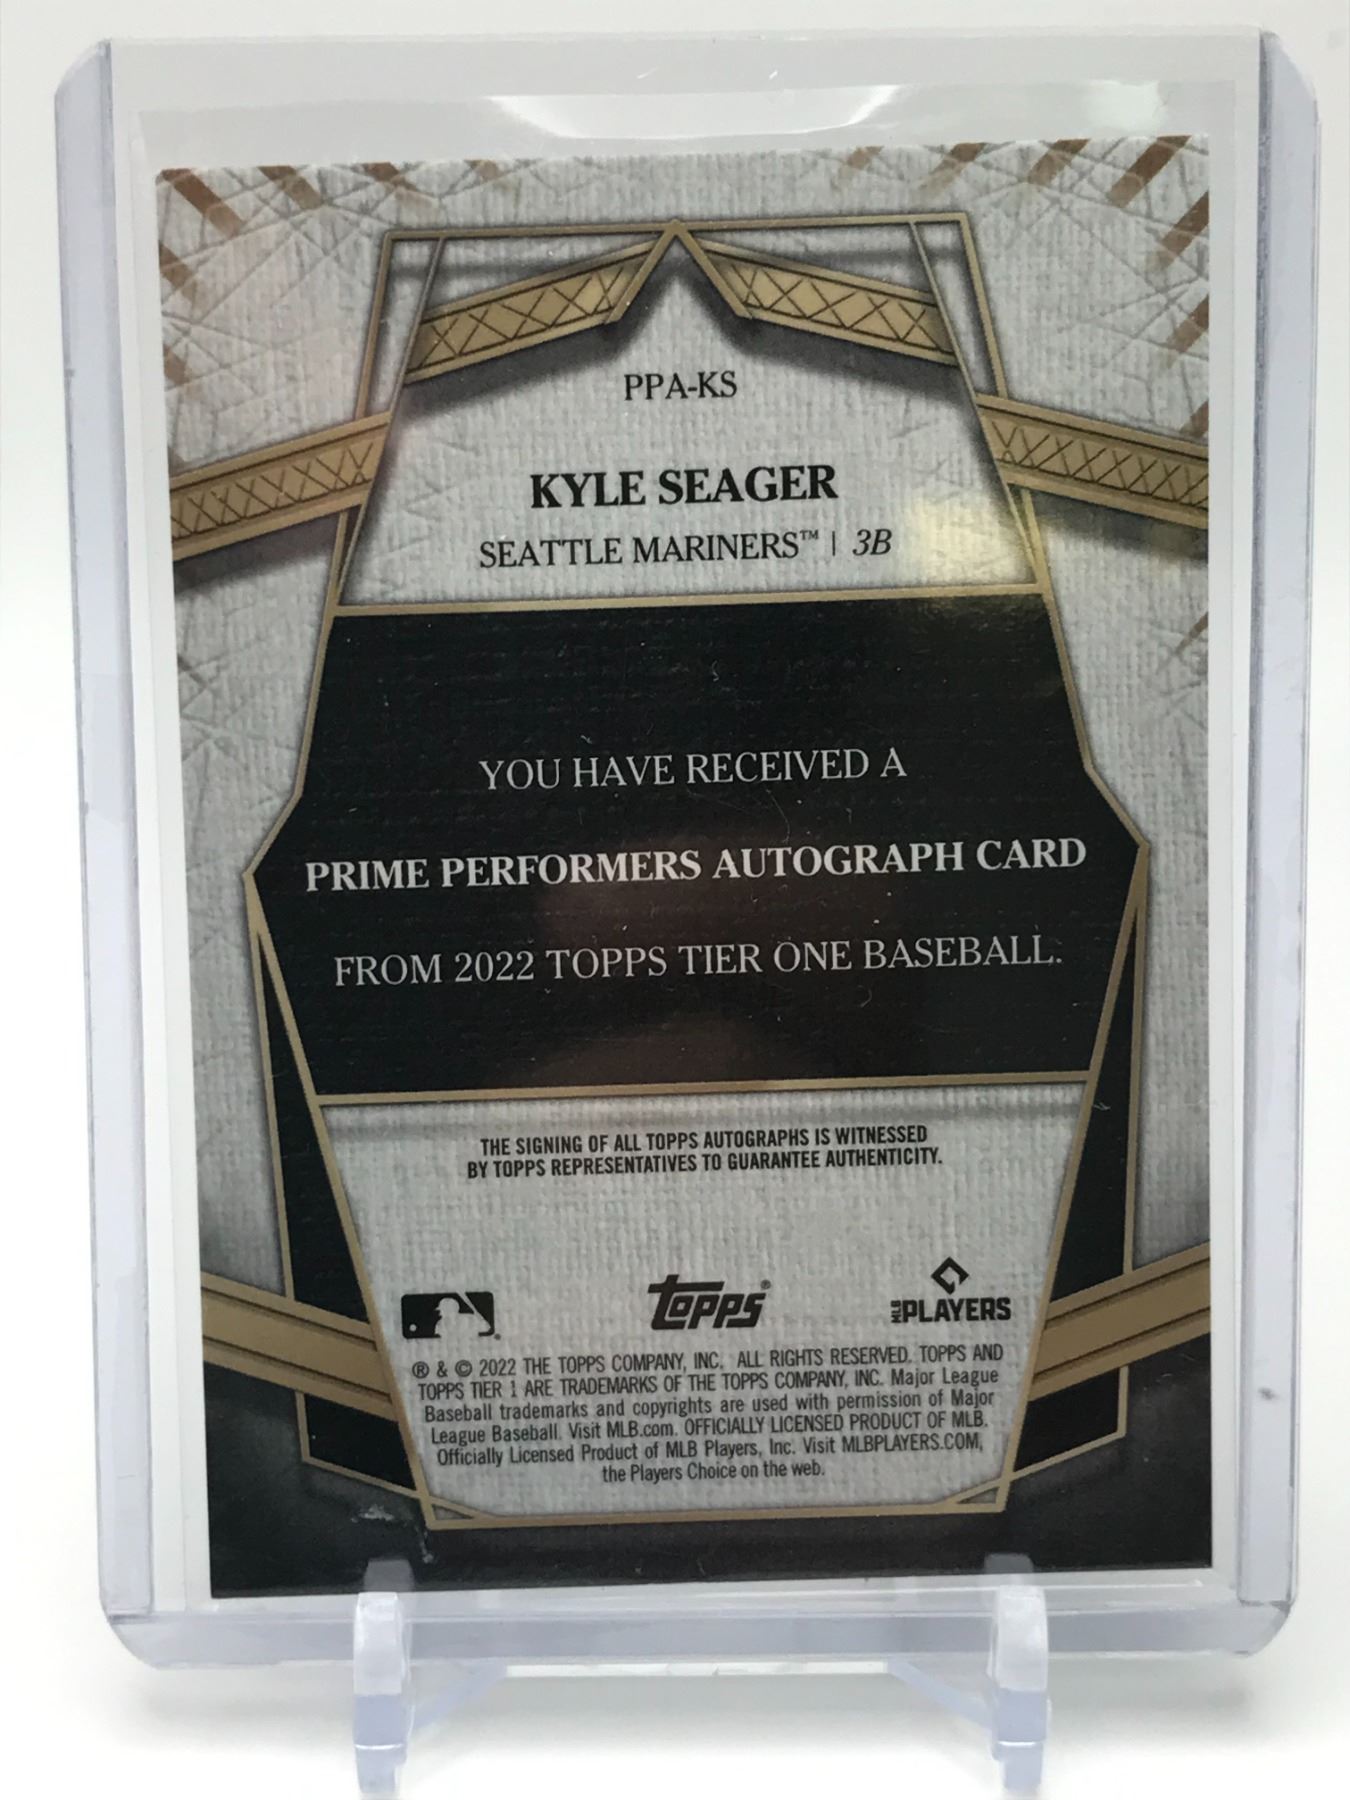 PPA-KS
KYLE SEAGER
SEATTLE MARINERS™ | 3B
YOU HAVE RECEIVED A
PRIME PERFORMERS AUTOGRAPH CARD
FROM 2022 TOPPS TIER ONE BASEBALL.
THE SIGNING OF ALL TOPPS AUTOGRAPHS IS WITNESSED
BY TOPPS REPRESENTATIVES TO GUARANTEE AUTHENTICITY.
Topps® MLB PLAYERS
® & © 2022 THE TOPPS COMPANY, INC. ALL RIGHTS RESERVED. TOPPS AND
TOPPS TIER 1 ARE TRADEMARKS OF THE TOPPS COMPANY, INC. Major League
Baseball trademarks and copyrights are used with permission of Major
League Baseball. Visit MLB.com. OFFICIALLY LICENSED PRODUCT OF MLB.
Officially Licensed Product of MLB Players, Inc. Visit MLBPLAYERS.COM,
the Players Choice on the web.